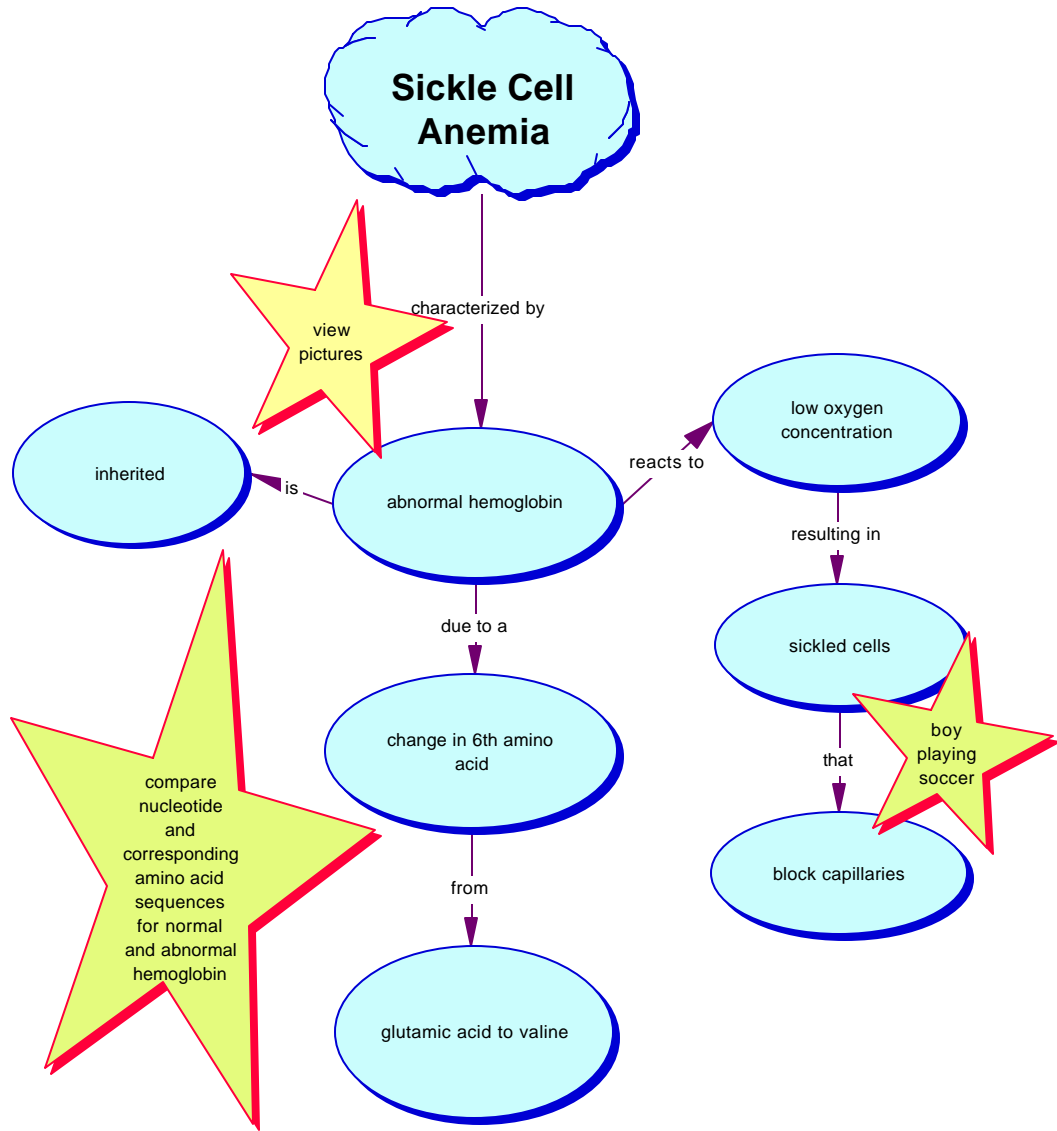 Sickle Cell
Anemia
characterized by
view
pictures
low oxygen
concentration
reacts to
inherited
is
abnormal hemoglobin
resulting in
due to a
sickled cells
change in 6th amino
acid
boy
playing
soccer
that
compare
nucleotide
and
corresponding
amino acid
sequences
for normal
and abnormal
hemoglobin
from
block capillaries
glutamic acid to valine